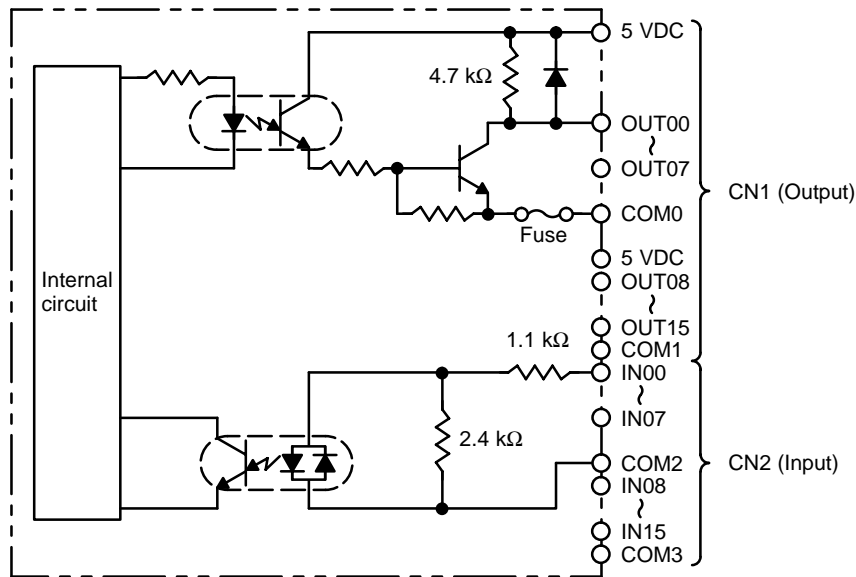 5 VDC
4.7 kΩ
OUT00
~
OUT07
CN1 (Output)
COM0
Fuse
5 VDC
Internal
circuit
OUT08
~
OUT15
1.1 kΩ
COM1
IN00
~
IN07
2.4 kΩ
COM2
CN2 (Input)
IN08
~
IN15
COM3